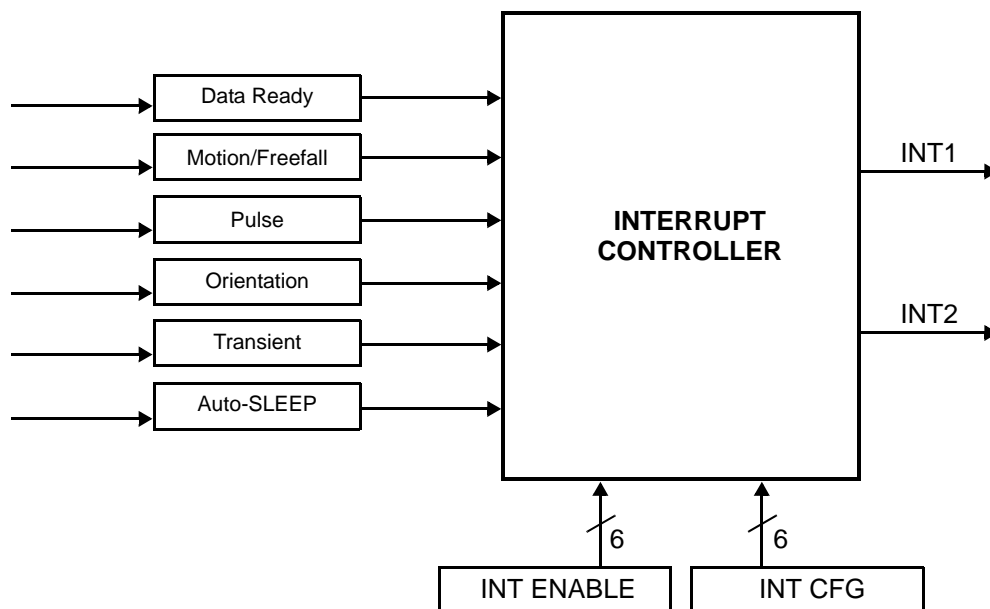 Data Ready
Motion/Freefall
Pulse
Orientation
Transient
Auto-SLEEP
INTERRUPT
CONTROLLER
INT1
INT2
6
6
INT ENABLE
INT CFG